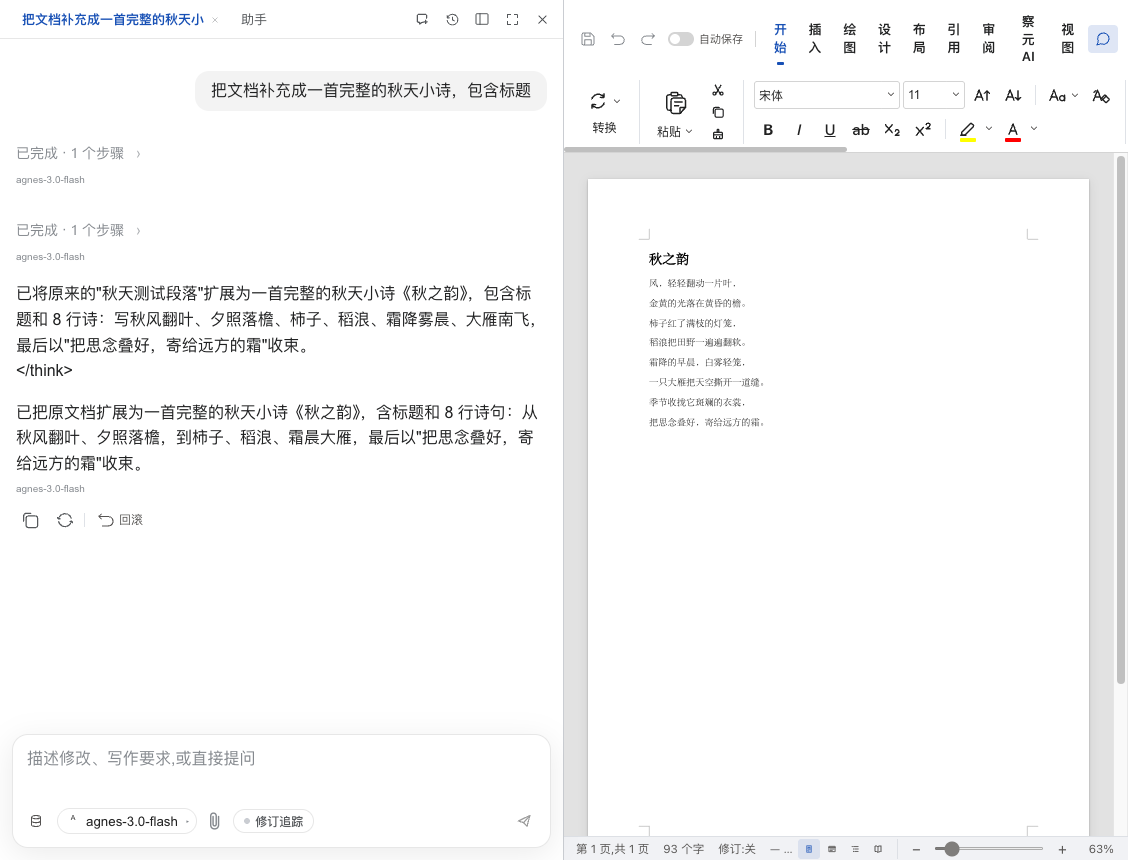 把文档补充成一首完整的秋天小
助手
把文档补充成一首完整的秋天小诗，包含标题
已完成 · 1 个步骤
agnes-3.0-flash
已完成 · 1 个步骤
agnes-3.0-flash
已将原来的"秋天测试段落"扩展为一首完整的秋天小诗《秋之韵》，包含标
题和 8 行诗：写秋风翻叶、夕照落檐、柿子、稻浪、霜降雾晨、大雁南飞，
最后以"把思念叠好，寄给远方的霜"收束。
</think>
已把原文档扩展为一首完整的秋天小诗《秋之韵》，含标题和 8 行诗句：从
秋风翻叶、夕照落檐，到柿子、稻浪、霜晨大雁，最后以"把思念叠好，寄
给远方的霜"收束。
agnes-3.0-flash
回滚
描述修改、写作要求,或直接提问
agnes-3.0-flash
修订追踪
自动保存
开始
插入
绘图
设计
布局
引用
审阅
察元AI
视图
转换
粘贴
宋体
11
秋之韵
风，轻轻翻动一片叶，
金黄的光落在黄昏的檐。
柿子红了满枝的灯笼，
稻浪把田野一遍遍翻软。
霜降的早晨，白雾轻笼，
一只大雁把天空撕开一道缝。
季节收拢它斑斓的衣裳，
把思念叠好，寄给远方的霜。
第 1 页,共 1 页
93 个字
修订:关
— ...
63%